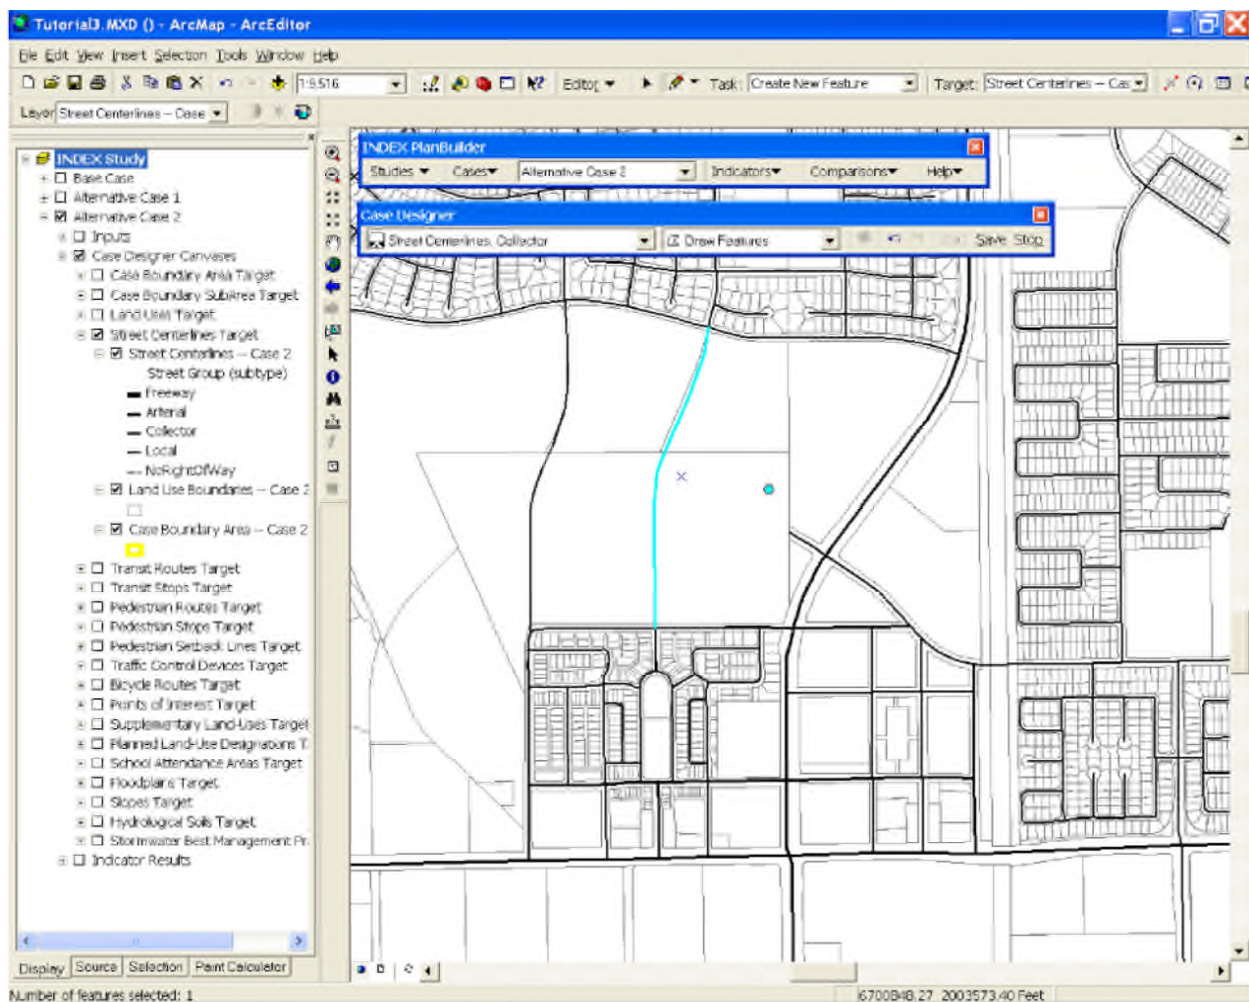 Tutorial3.MXD () - ArcMap - ArcEditor
File Edit View Insert Selection Tools Window Help
1:9,516 Editor Task: Create New Feature Target: Street Centerlines -- Cas
Layer Street Centerlines -- Case
INDEX Study
Base Case
Alternative Case 1
Alternative Case 2
Inputs
Case Designer Canvases
Case Boundary Area Target
Case Boundary SubArea Target
Land Uses Target
Street Centerlines Target
Street Centerlines -- Case 2
Street Group (subtype)
Freeway
Arterial
Collector
Local
NoRightOfWay
Land Use Boundaries -- Case 2
Case Boundary Area -- Case 2
Transit Routes Target
Transit Stops Target
Pedestrian Routes Target
Pedestrian Stops Target
Pedestrian Setback Lines Target
Traffic Control Devices Target
Bicycle Routes Target
Points of Interest Target
Supplementary Land-Uses Target
Planned Land-Use Designations T
School Attendance Areas Target
Floodplains Target
Slopes Target
Hydrological Soils Target
Stormwater Best Management Pr
Indicator Results
Display Source Selection Paint Calculator
INDEX PlanBuilder
Studies Cases Alternative Case 2 Indicators Comparisons Help
Case Designer
Street Centerlines, Collector Draw Features Save Stop
Number of features selected: 1
6700848.27 2003573.40 Feet